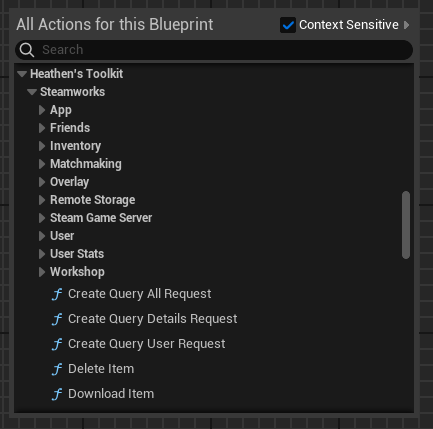 All Actions for this Blueprint
Context Sensitive
Search
Heathen's Toolkit
Steamworks
App
Friends
Inventory
Matchmaking
Overlay
Remote Storage
Steam Game Server
User
User Stats
Workshop
Create Query All Request
Create Query Details Request
Create Query User Request
Delete Item
Download Item